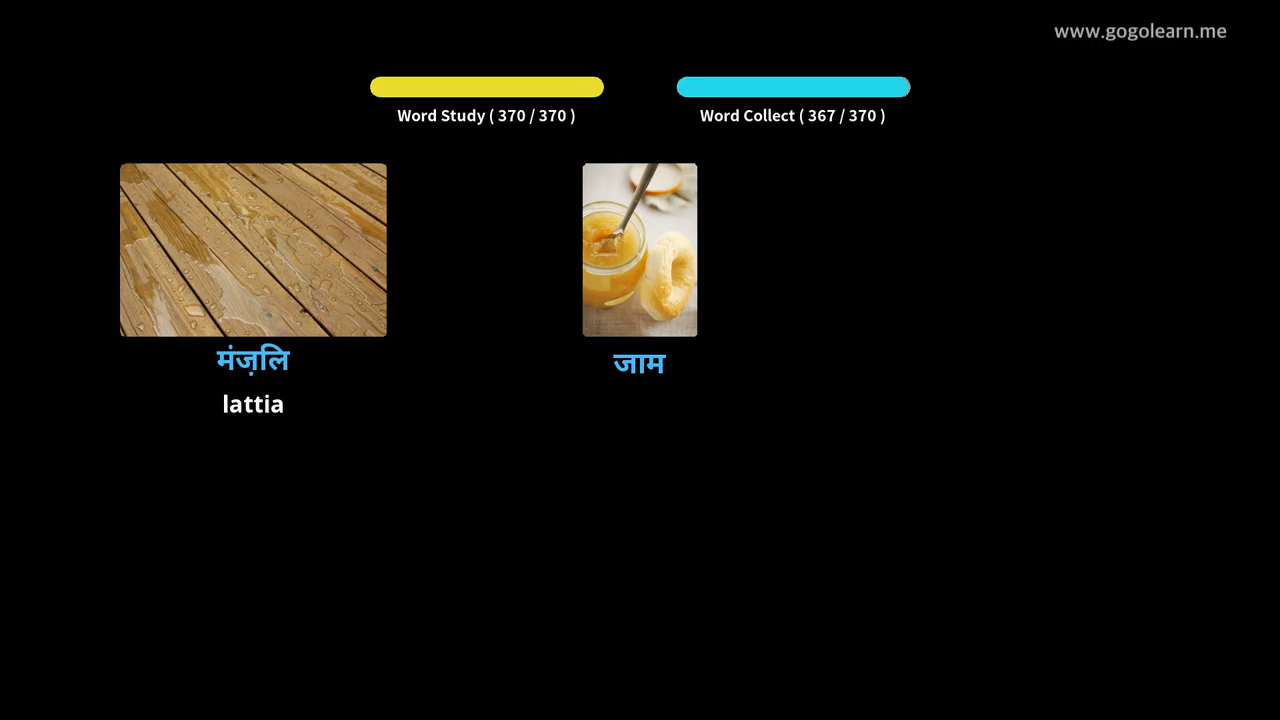 www.gogolearn.me
Word Study ( 370 / 370 )
Word Collect ( 367 / 370 )
मंज़लि
जाम
lattia